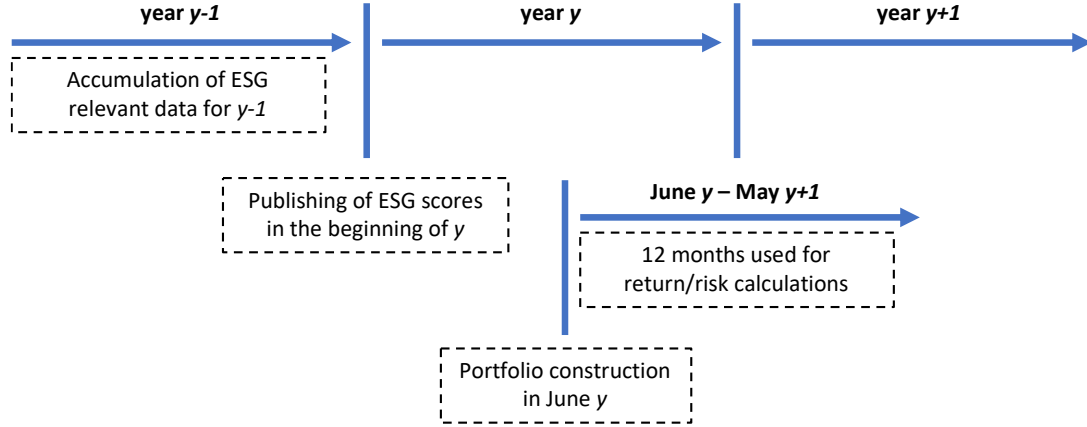 year y-1
year y
year y+1
Accumulation of ESG
relevant data for y-1
Publishing of ESG scores
in the beginning of y
June y – May y+1
12 months used for
return/risk calculations
Portfolio construction
in June y